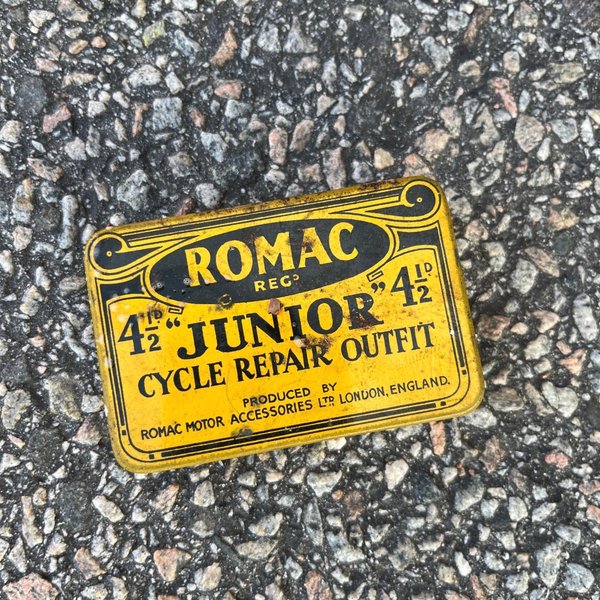 ROMAC
REGD
4½D "JUNIOR" 4½D
CYCLE REPAIR OUTFIT
PRODUCED BY
ROMAC MOTOR ACCESSORIES LTD LONDON, ENGLAND.